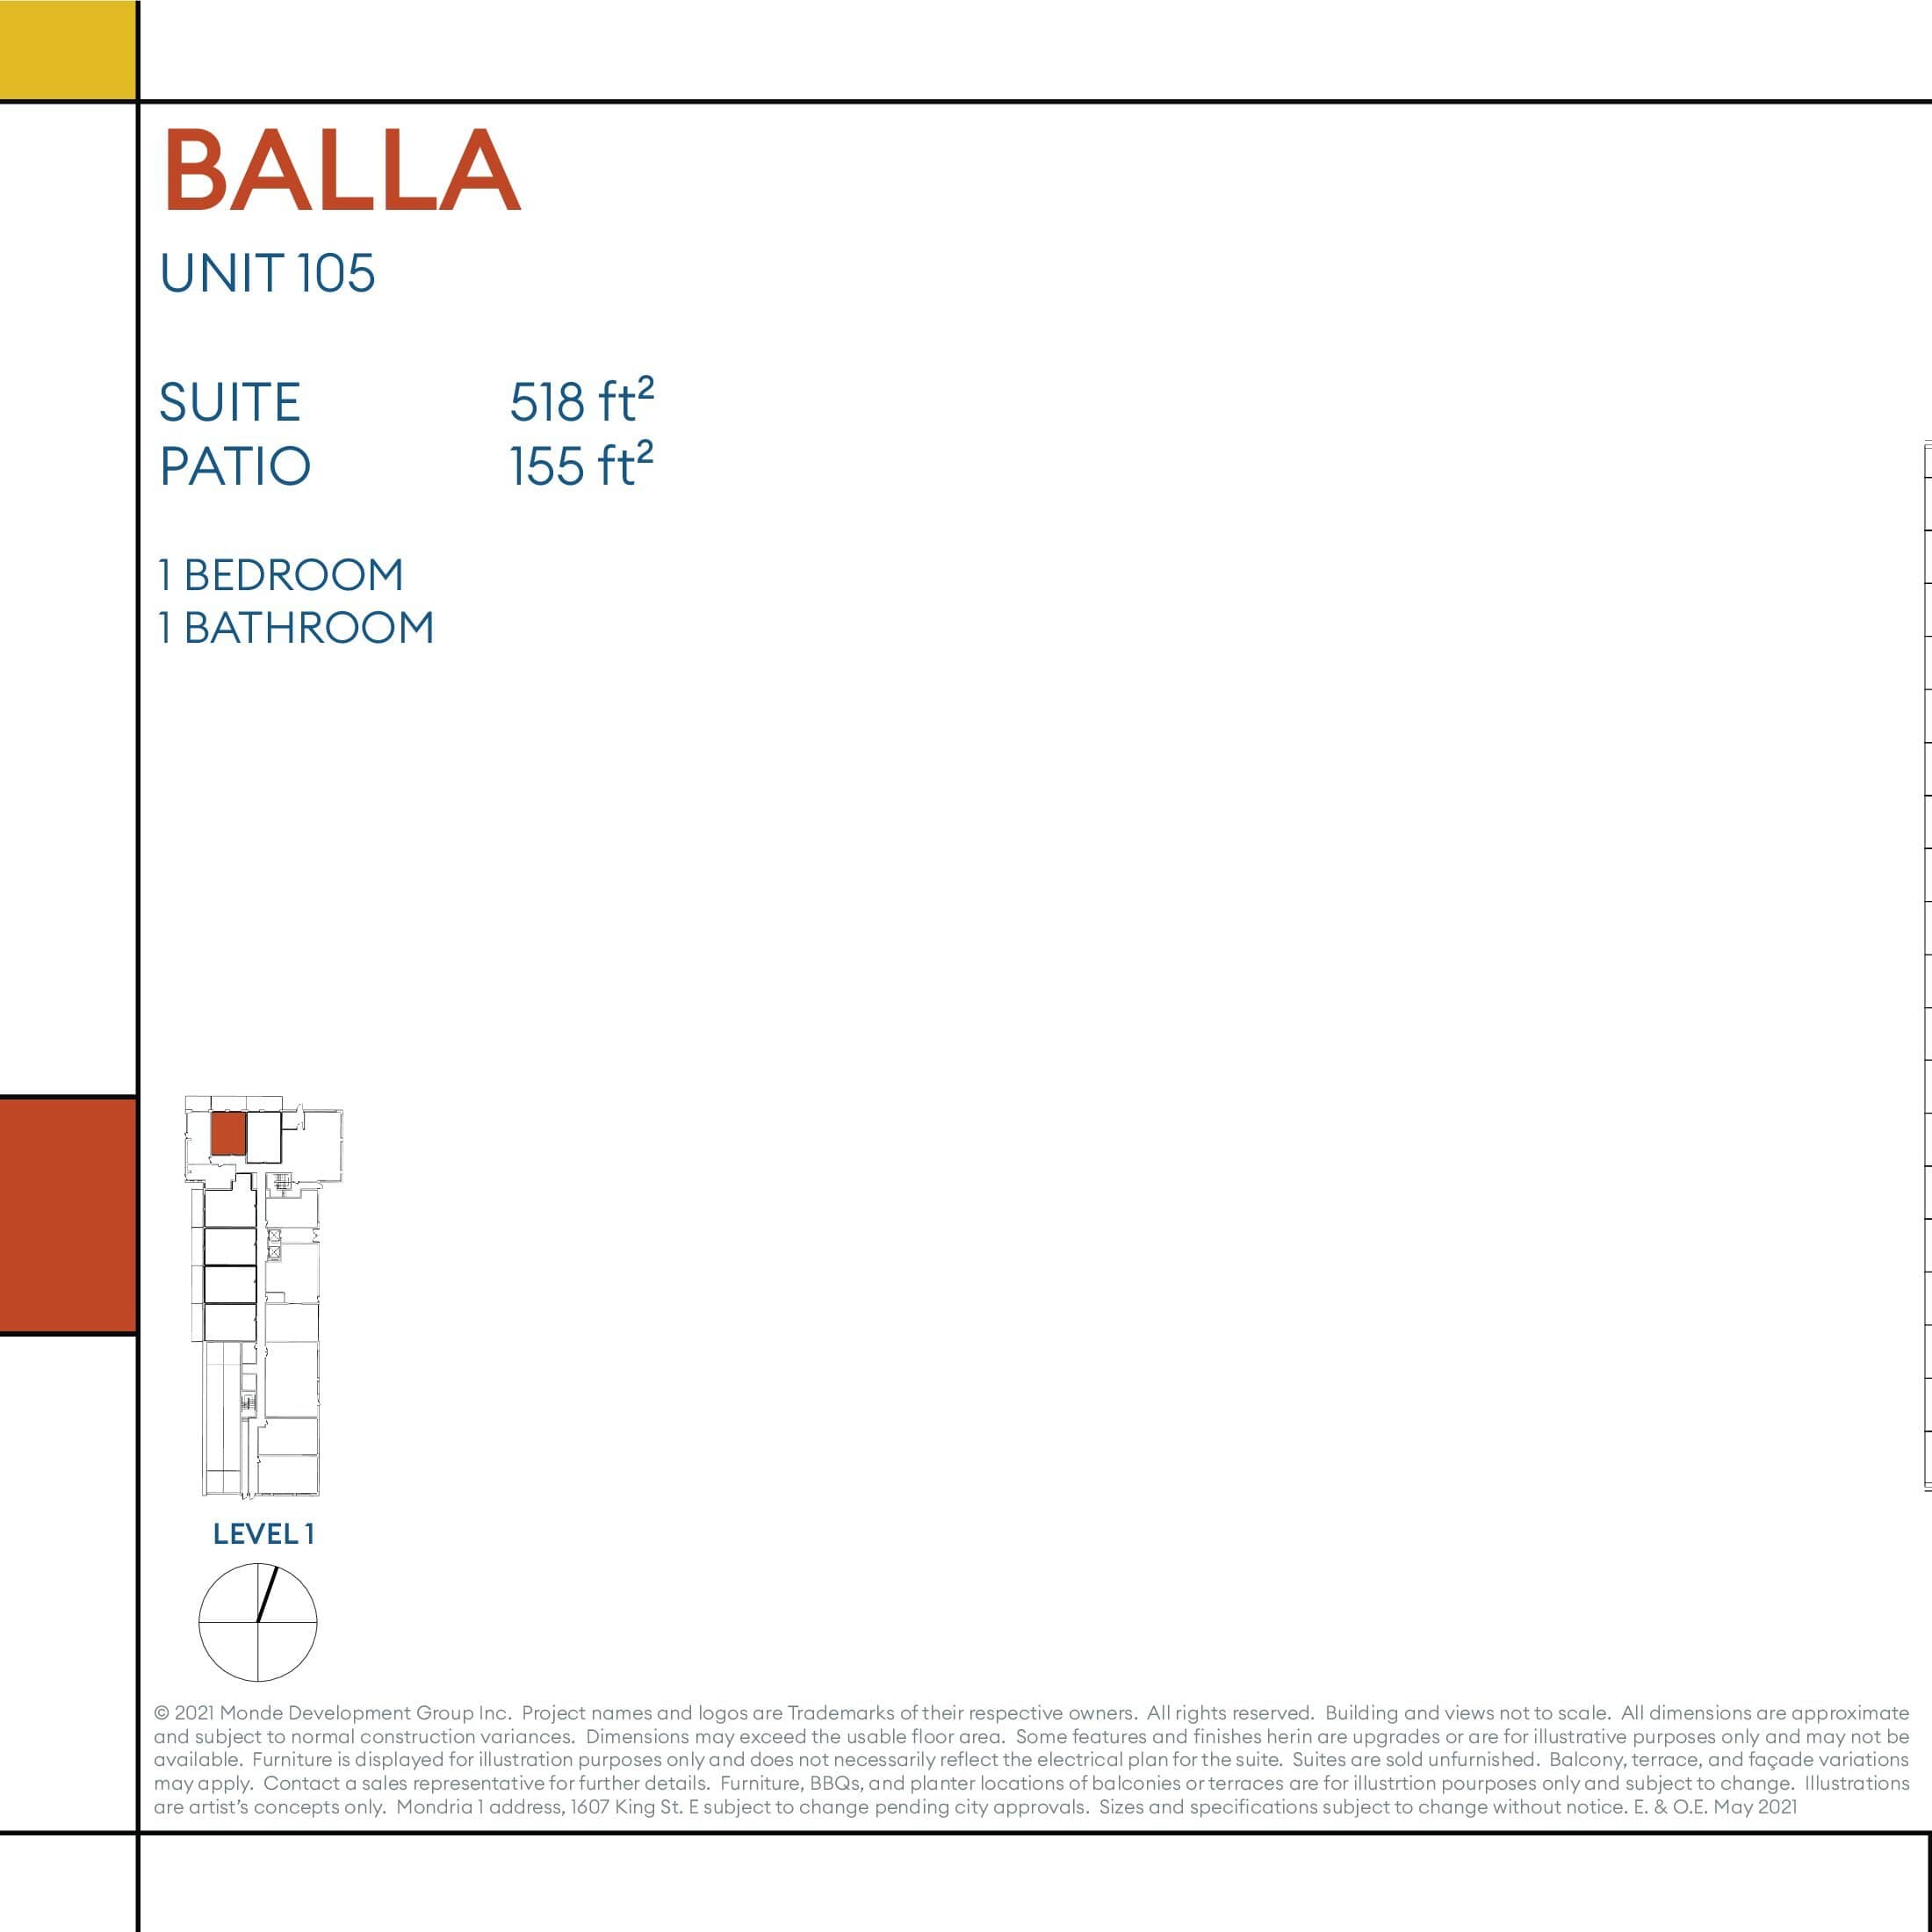 BALLA
UNIT 105
SUITE 518 ft²
PATIO 155 ft²
1 BEDROOM
1 BATHROOM
LEVEL 1
© 2021 Monde Development Group Inc. Project names and logos are Trademarks of their respective owners. All rights reserved. Building and views not to scale. All dimensions are approximate
and subject to normal construction variances. Dimensions may exceed the usable floor area. Some features and finishes herin are upgrades or are for illustrative purposes only and may not be
available. Furniture is displayed for illustration purposes only and does not necessarily reflect the electrical plan for the suite. Suites are sold unfurnished. Balcony, terrace, and façade variations
may apply. Contact a sales representative for further details. Furniture, BBQs, and planter locations of balconies or terraces are for illustrtion pourposes only and subject to change. Illustrations
are artist's concepts only. Mondria 1 address, 1607 King St. E subject to change pending city approvals. Sizes and specifications subject to change without notice. E. & O.E. May 2021